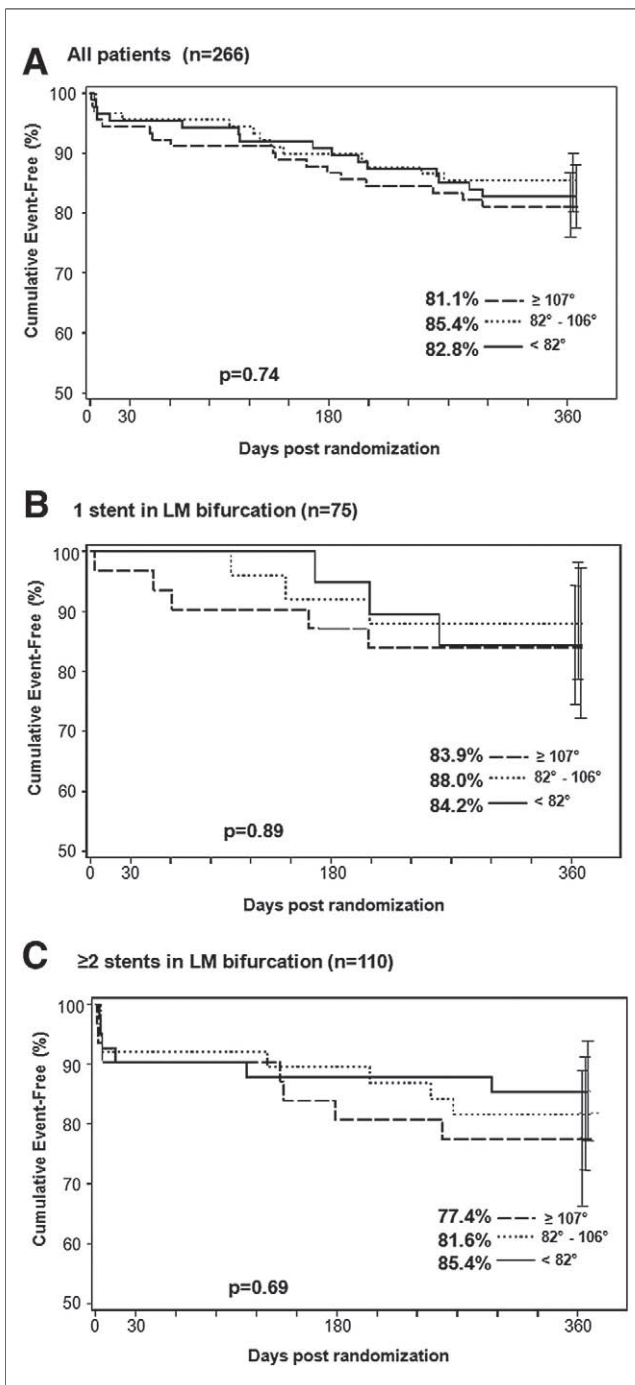 A All patients (n=266)
Cumulative Event-Free (%)
100
90
80
70
60
50
81.1% ≥ 107°
85.4% 82° - 106°
82.8% < 82°
p=0.74
0 30 180 360
Days post randomization
B 1 stent in LM bifurcation (n=75)
Cumulative Event-Free (%)
100
90
80
70
60
50
83.9% ≥ 107°
88.0% 82° - 106°
84.2% < 82°
p=0.89
0 30 180 360
Days post randomization
C ≥2 stents in LM bifurcation (n=110)
Cumulative Event-Free (%)
100
90
80
70
60
50
77.4% ≥ 107°
81.6% 82° - 106°
85.4% < 82°
p=0.69
0 30 180 360
Days post randomization